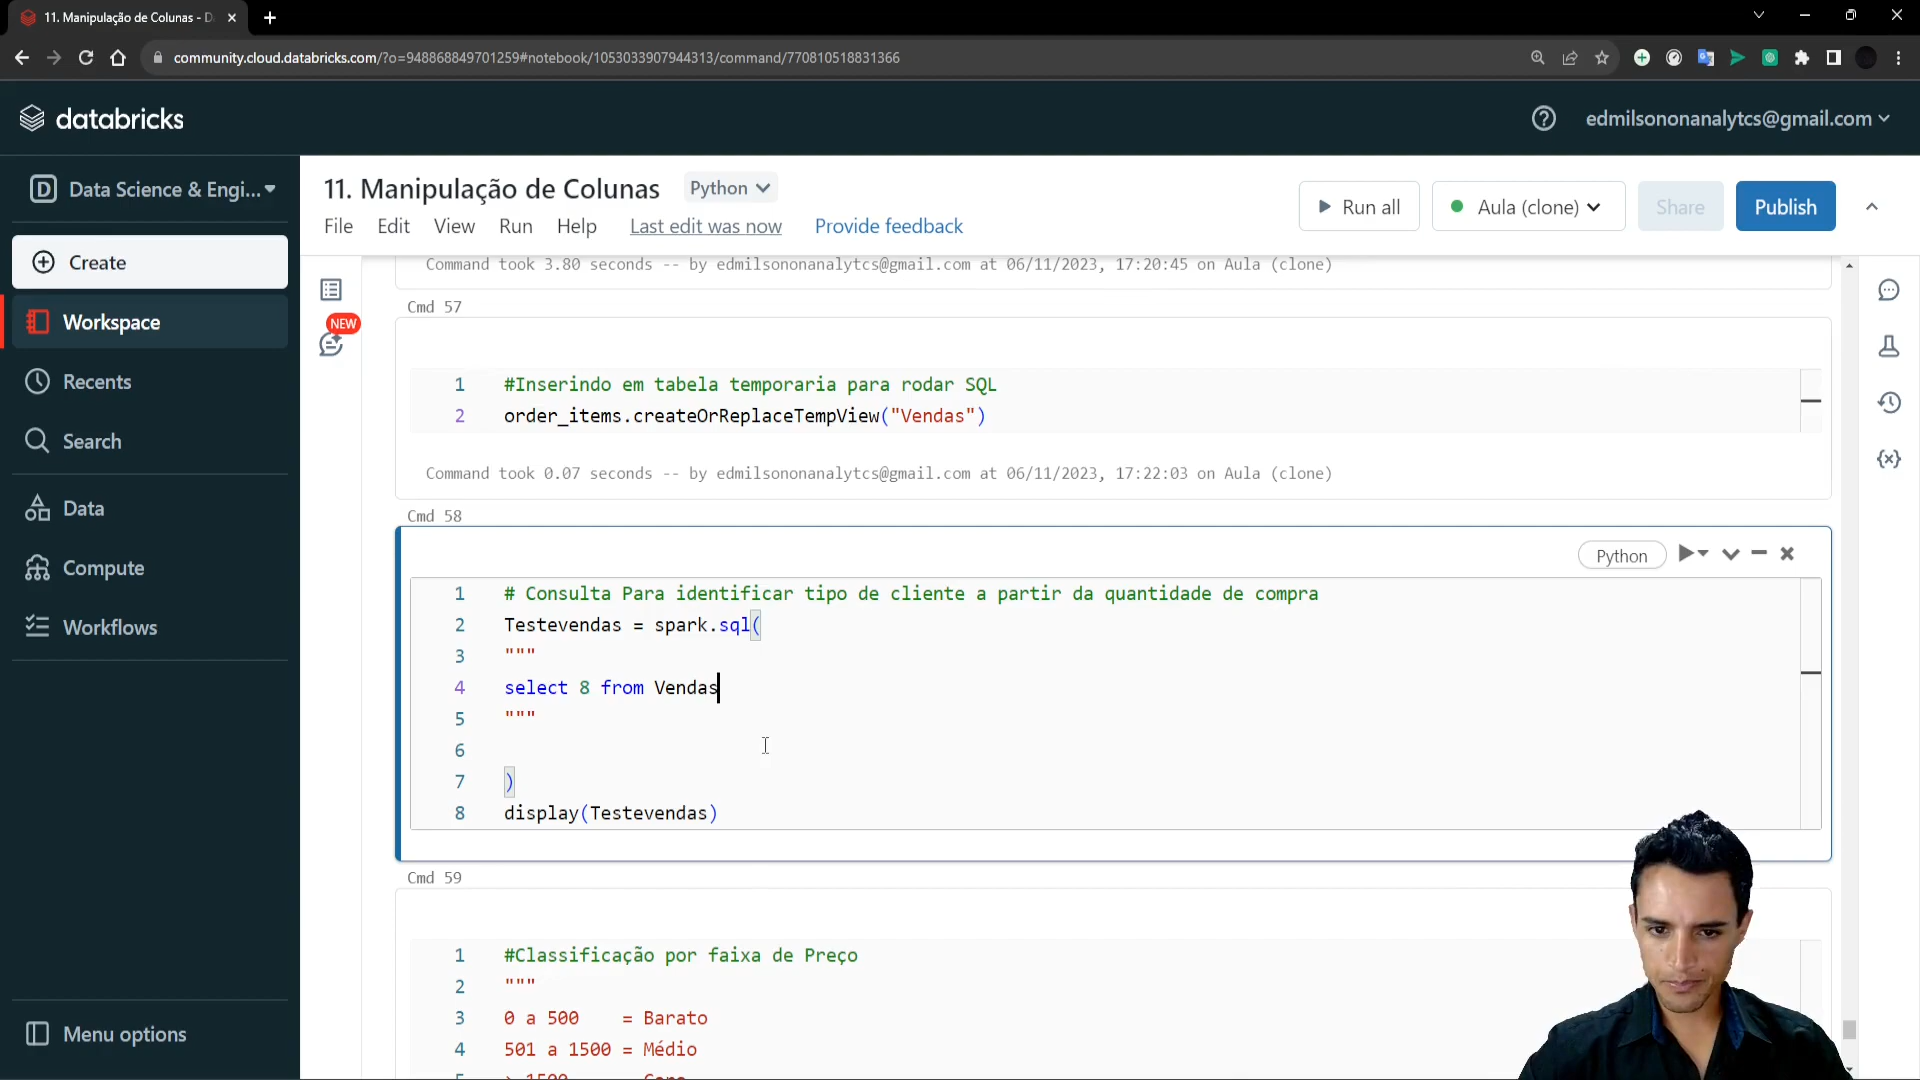 11. Manipulação de Colunas - D
community.cloud.databricks.com/?o=948868849701259#notebook/1053033907944313/command/770810518831366
databricks
edmilsononanalytcs@gmail.com
D Data Science & Engi...
Create
Workspace
Recents
Search
Data
Compute
Workflows
Menu options
11. Manipulação de Colunas Python
File Edit View Run Help Last edit was now Provide feedback
Run all Aula (clone) Share Publish
NEW
Command took 3.80 seconds -- by edmilsononanalytcs@gmail.com at 06/11/2023, 17:20:45 on Aula (clone)
Cmd 57
1 #Inserindo em tabela temporaria para rodar SQL
2 order_items.createOrReplaceTempView("Vendas")
Command took 0.07 seconds -- by edmilsononanalytcs@gmail.com at 06/11/2023, 17:22:03 on Aula (clone)
Cmd 58
Python
1 # Consulta Para identificar tipo de cliente a partir da quantidade de compra
2 Testevendas = spark.sql(
3 """
4 select 8 from Vendas
5 """
6
7 )
8 display(Testevendas)
Cmd 59
1 #Classificação por faixa de Preço
2 """
3 0 a 500 = Barato
4 501 a 1500 = Médio